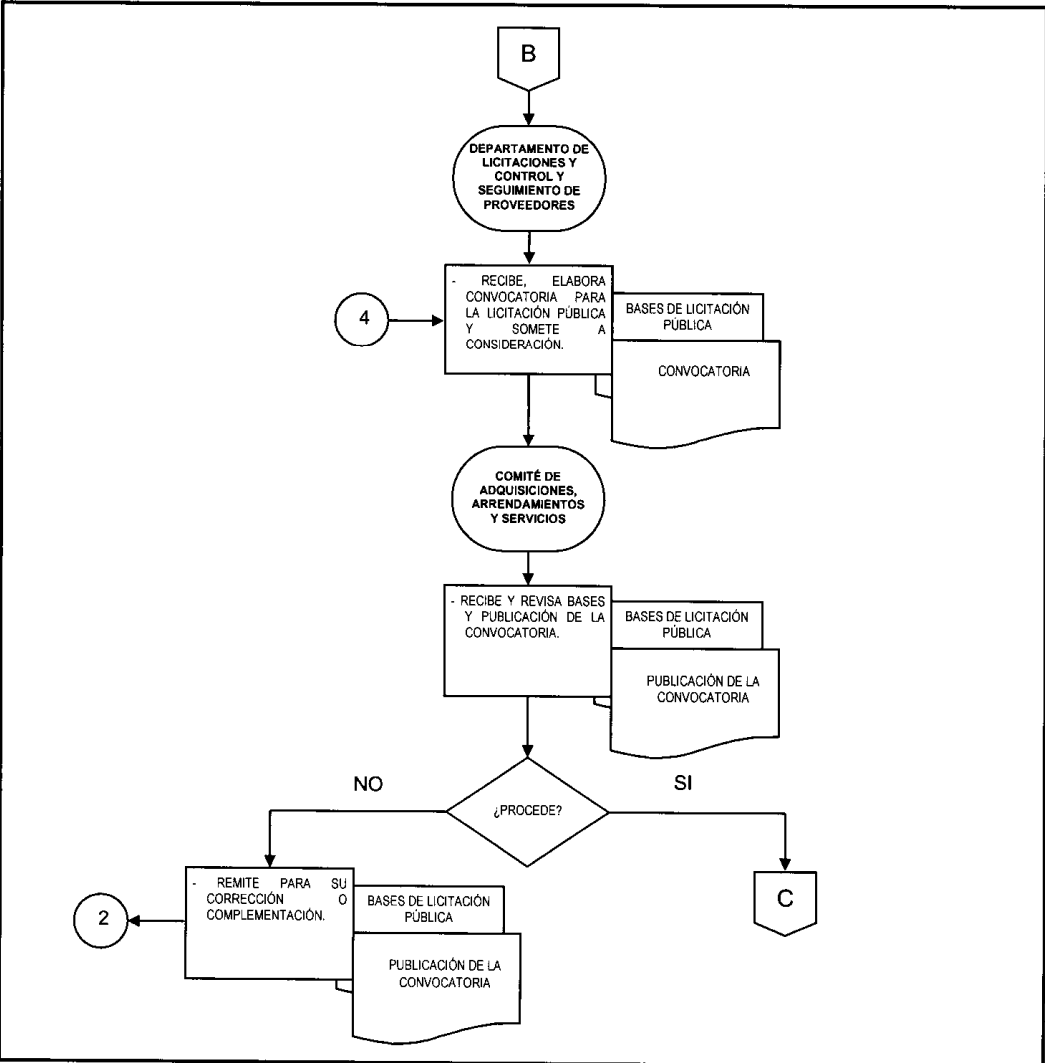 B
DEPARTAMENTO DE
LICITACIONES Y
CONTROL Y
SEGUIMIENTO DE
PROVEEDORES
- RECIBE, ELABORA
CONVOCATORIA PARA
LA LICITACIÓN PÚBLICA
Y SOMETE A
CONSIDERACIÓN.
4
BASES DE LICITACIÓN
PÚBLICA
CONVOCATORIA
COMITÉ DE
ADQUISICIONES,
ARRENDAMIENTOS
Y SERVICIOS
- RECIBE Y REVISA BASES
Y PUBLICACIÓN DE LA
CONVOCATORIA.
BASES DE LICITACIÓN
PÚBLICA
PUBLICACIÓN DE LA
CONVOCATORIA
NO
SI
¿PROCEDE?
- REMITE PARA SU
CORRECCIÓN O
COMPLEMENTACIÓN.
2
BASES DE LICITACIÓN
PÚBLICA
PUBLICACIÓN DE LA
CONVOCATORIA
C